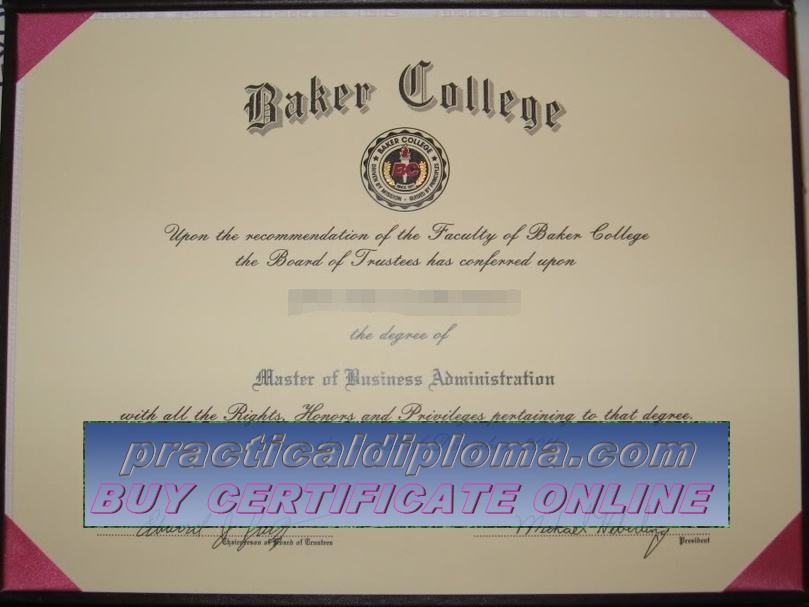 Baker College
BAKER COLLEGE
BC
Upon the recommendation of the Faculty of Baker College
the Board of Trustees has conferred upon
the degree of
Master of Business Administration
with all the Rights, Honors and Privileges pertaining to that degree.
practicaldiploma.com
BUY CERTIFICATE ONLINE
Chairperson of Board of Trustees
President